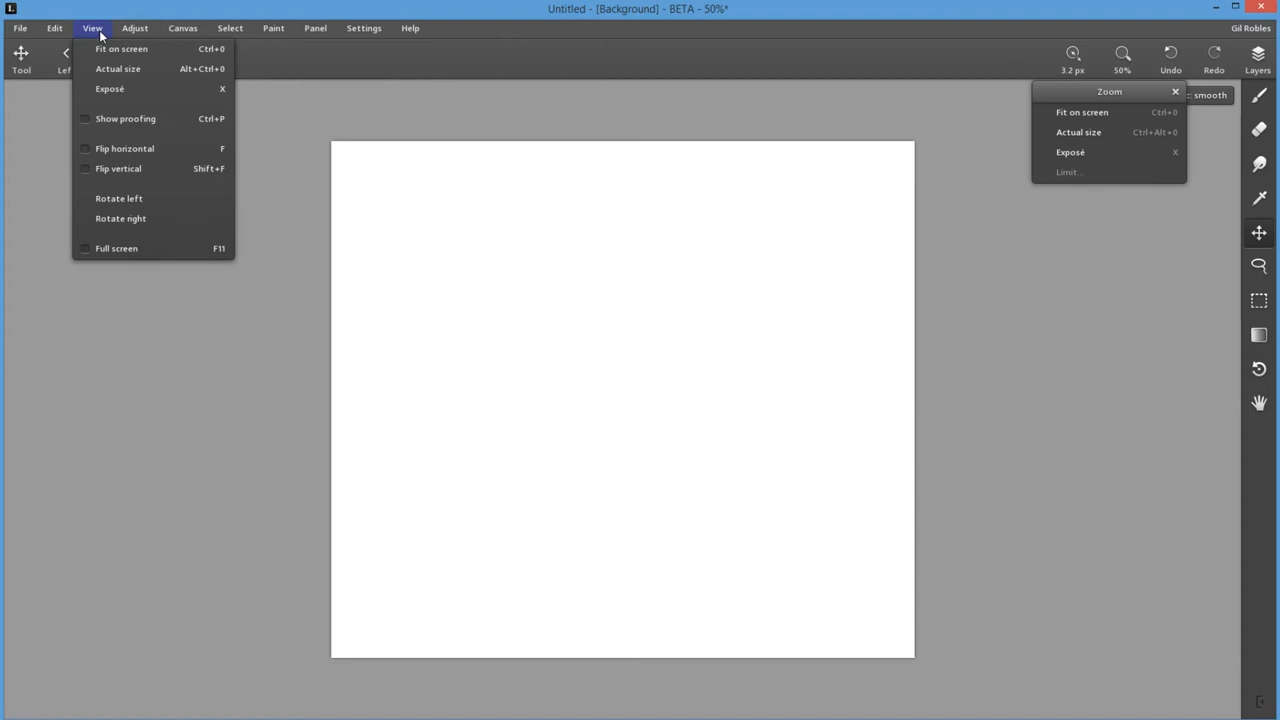 Untitled - [Background] - BETA - 50%*
L
File Edit View Adjust Canvas Select Paint Panel Settings Help Gil Robles
Tool Lef 3.2 px 50% Undo Redo Layers
Fit on screen Ctrl+0
Actual size Alt+Ctrl+0
Exposé X
Show proofing Ctrl+P
Flip horizontal F
Flip vertical Shift+F
Rotate left
Rotate right
Full screen F11
Zoom
: smooth
Fit on screen Ctrl+0
Actual size Ctrl+Alt+0
Exposé X
Limit...